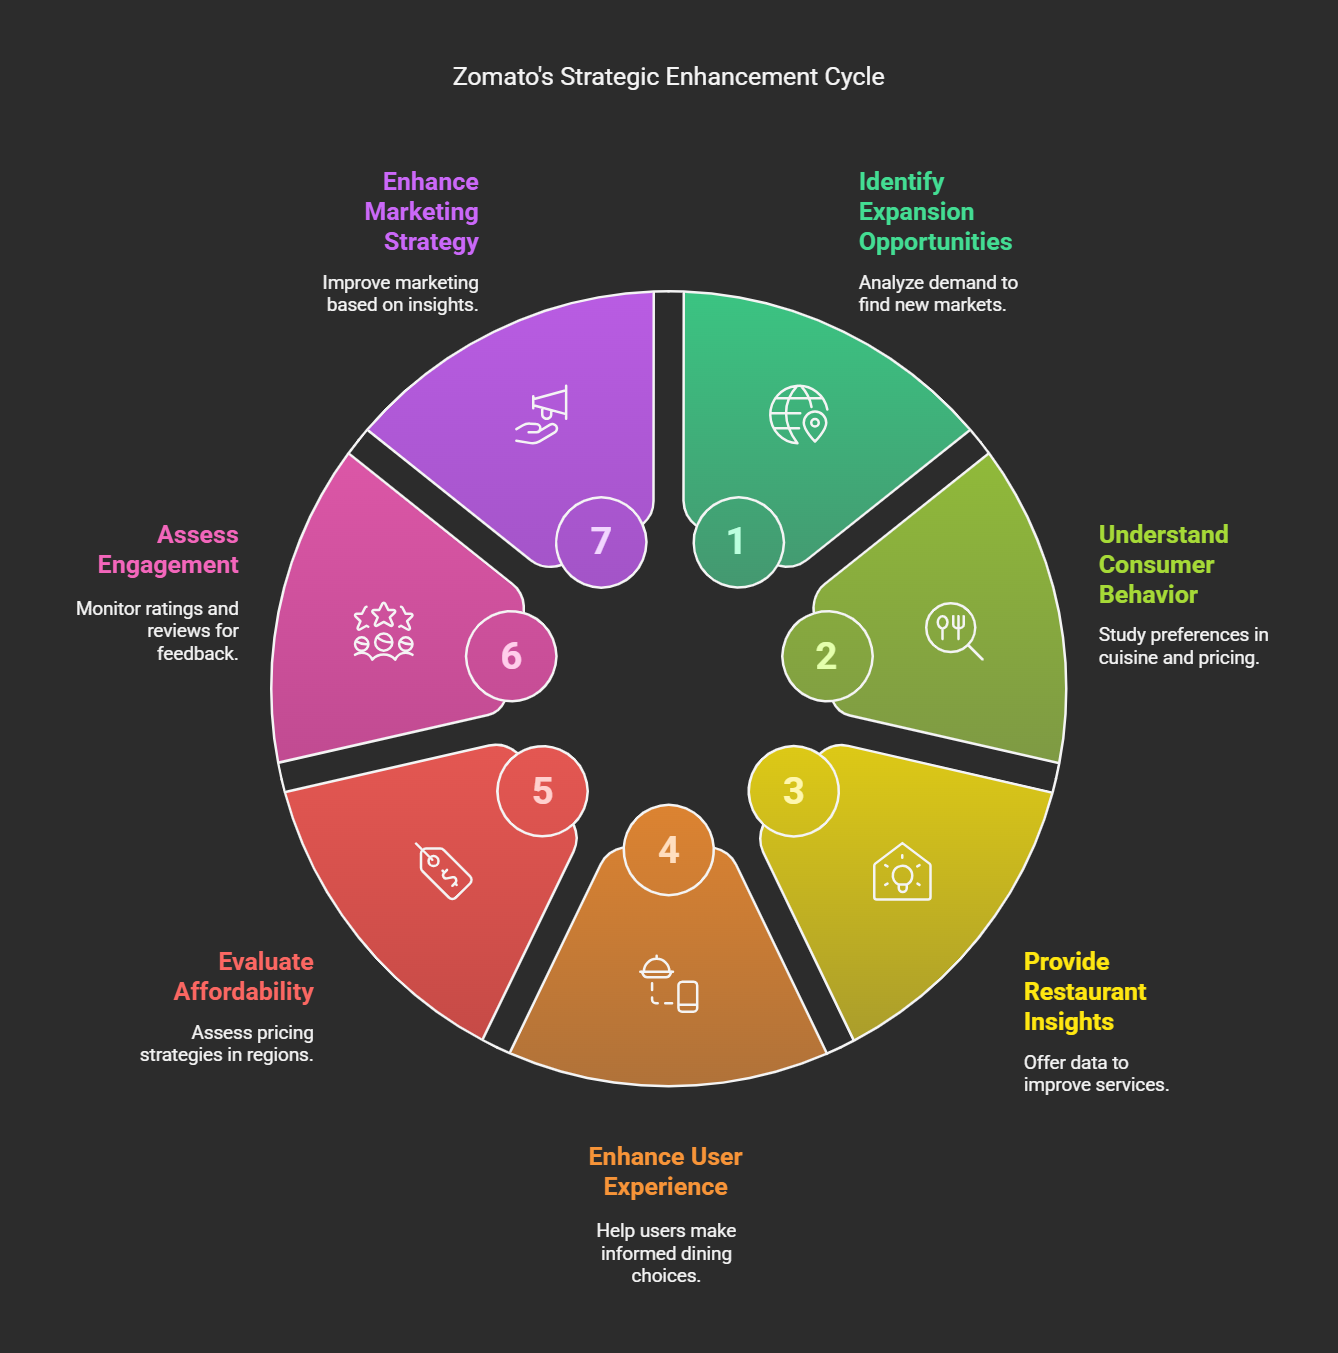 Zomato's Strategic Enhancement Cycle
Identify
Expansion
Opportunities
Analyze demand to
find new markets.
1
Understand
Consumer
Behavior
Study preferences in
cuisine and pricing.
2
Provide
Restaurant
Insights
Offer data to
improve services.
3
Enhance User
Experience
Help users make
informed dining
choices.
4
Evaluate
Affordability
Assess pricing
strategies in regions.
5
Assess
Engagement
Monitor ratings and
reviews for
feedback.
6
Enhance
Marketing
Strategy
Improve marketing
based on insights.
7